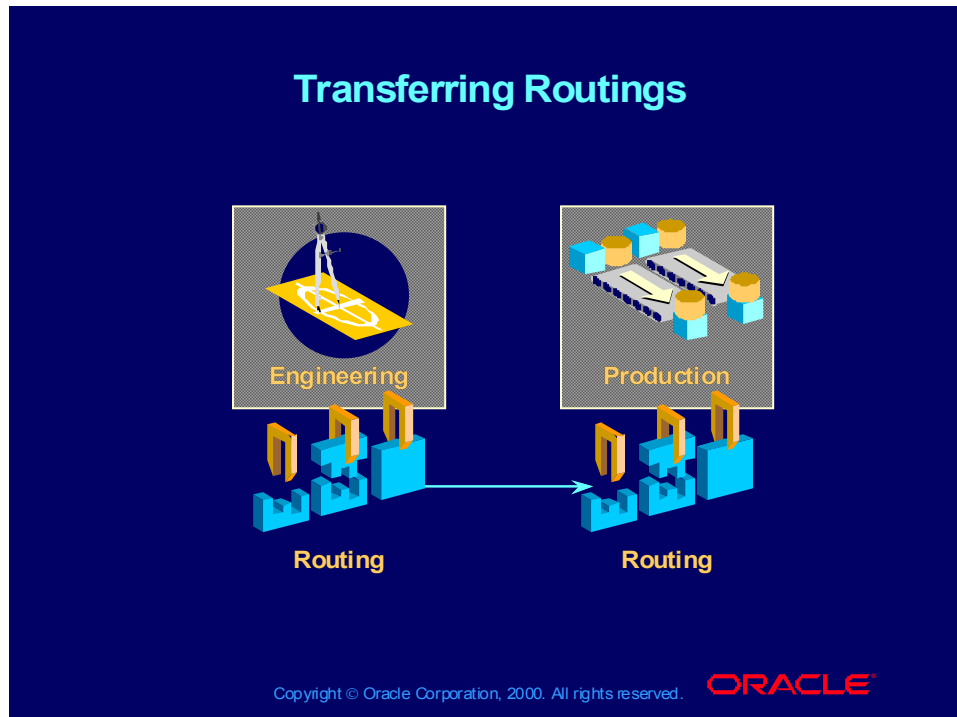 Transferring Routings
Engineering
Production
Routing
Routing
Copyright © Oracle Corporation, 2000. All rights reserved.
ORACLE®